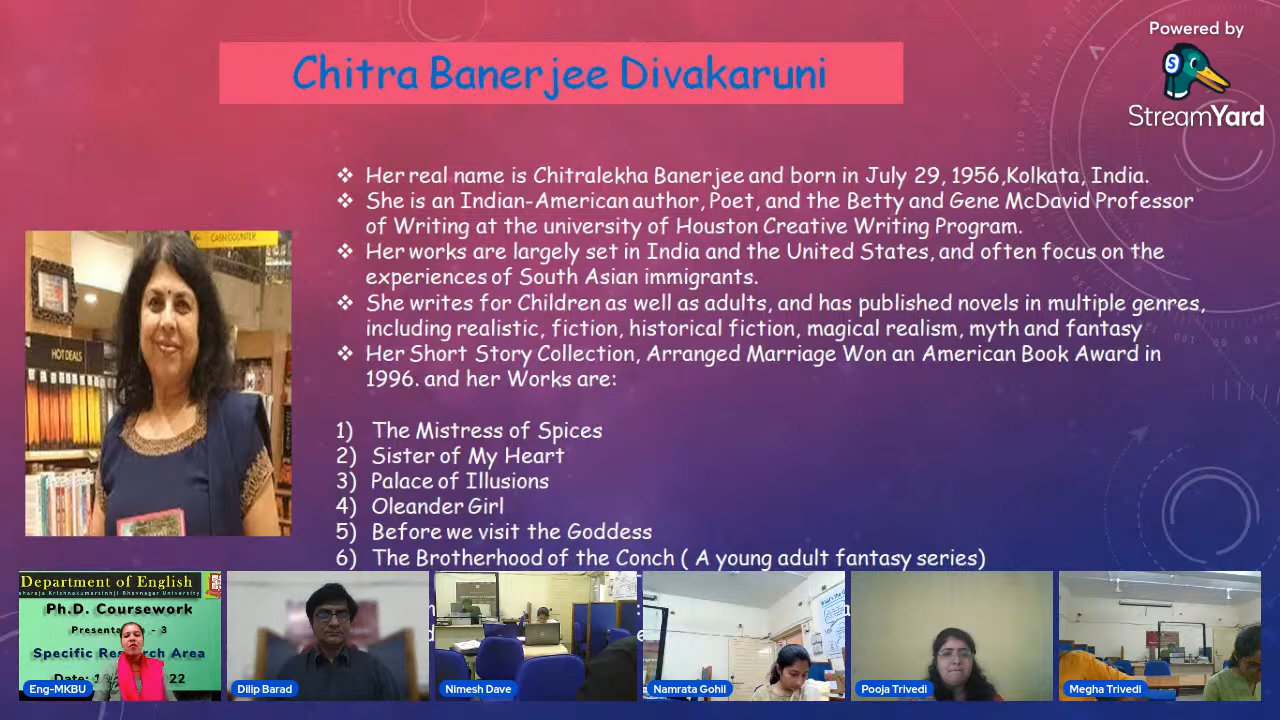 Powered by
StreamYard
Chitra Banerjee Divakaruni
❖ Her real name is Chitralekha Banerjee and born in July 29, 1956,Kolkata, India.
❖ She is an Indian-American author, Poet, and the Betty and Gene McDavid Professor
of Writing at the university of Houston Creative Writing Program.
❖ Her works are largely set in India and the United States, and often focus on the
experiences of South Asian immigrants.
❖ She writes for Children as well as adults, and has published novels in multiple genres,
including realistic, fiction, historical fiction, magical realism, myth and fantasy
❖ Her Short Story Collection, Arranged Marriage Won an American Book Award in
1996. and her Works are:
1) The Mistress of Spices
2) Sister of My Heart
3) Palace of Illusions
4) Oleander Girl
5) Before we visit the Goddess
6) The Brotherhood of the Conch ( A young adult fantasy series)
CASH COUNTER
HOT DEALS
Department of English
Krishnakumarsinhji Bhavnagar University
Ph.D. Coursework
- 3
Specific Area
Eng-MKBU
Dilip Barad
Nimesh Dave
Namrata Gohil
Pooja Trivedi
Megha Trivedi